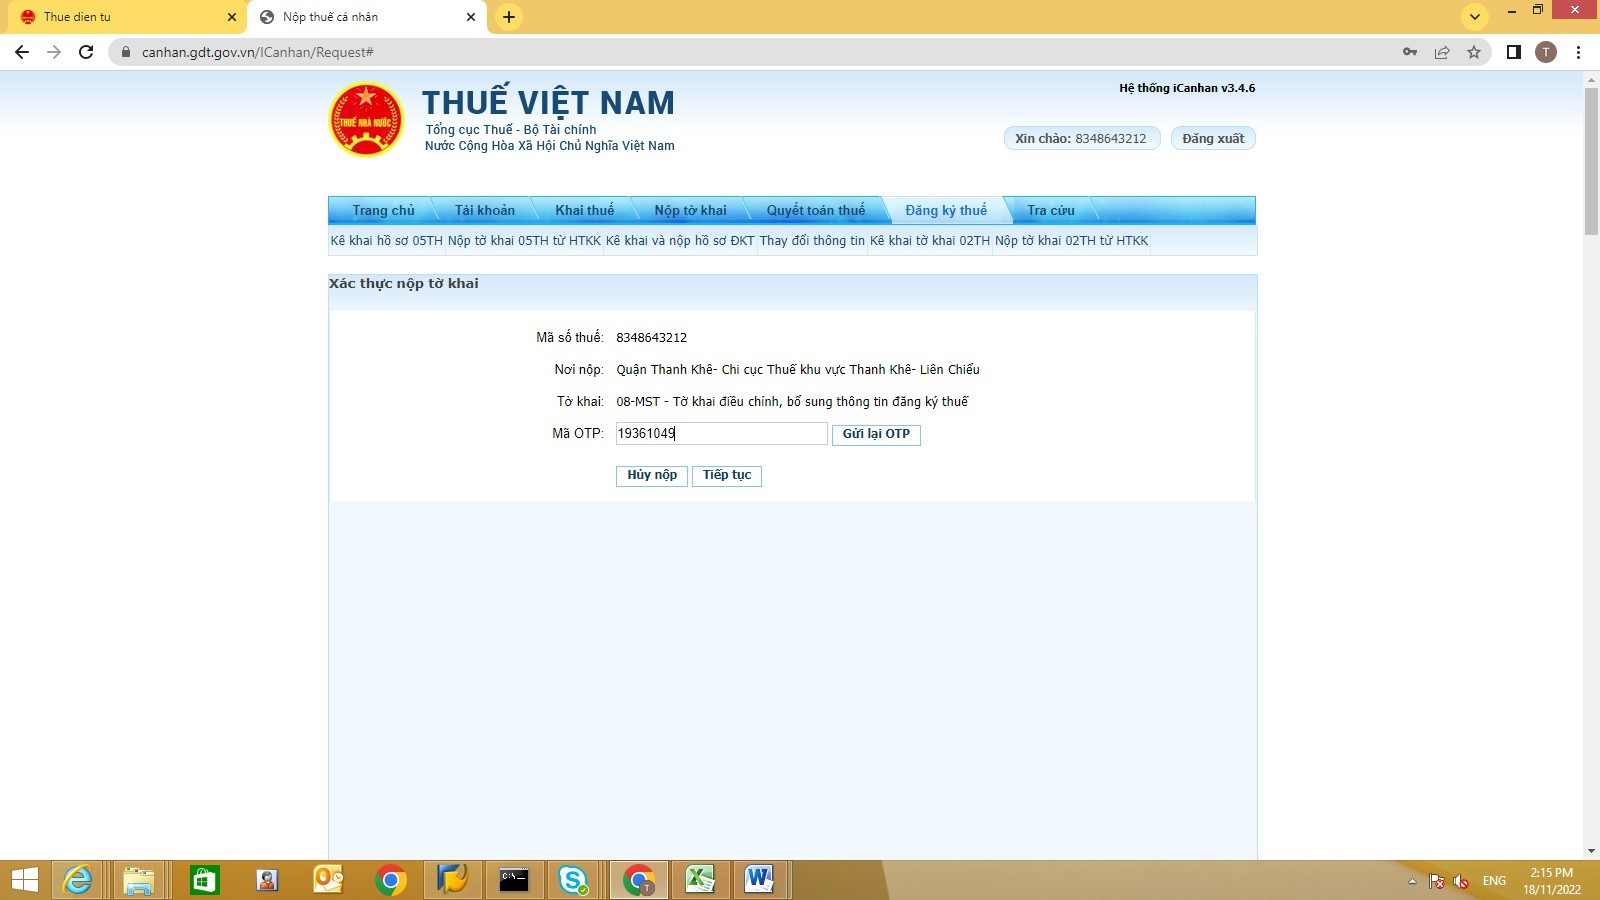 Thue dien tu
Nộp thuế cá nhân
canhan.gdt.gov.vn/ICanhan/Request#
T
THUẾ NHÀ NƯỚC
THUẾ VIỆT NAM
Tổng cục Thuế - Bộ Tài chính
Nước Cộng Hòa Xã Hội Chủ Nghĩa Việt Nam
Hệ thống iCanhan v3.4.6
Xin chào: 8348643212
Đăng xuất
Trang chủ Tài khoản Khai thuế Nộp tờ khai Quyết toán thuế Đăng ký thuế Tra cứu
Kê khai hồ sơ 05TH Nộp tờ khai 05TH từ HTKK Kê khai và nộp hồ sơ ĐKT Thay đổi thông tin Kê khai tờ khai 02TH Nộp tờ khai 02TH từ HTKK
Xác thực nộp tờ khai
Mã số thuế: 8348643212
Nơi nộp: Quận Thanh Khê- Chi cục Thuế khu vực Thanh Khê- Liên Chiểu
Tờ khai: 08-MST - Tờ khai điều chỉnh, bổ sung thông tin đăng ký thuế
Mã OTP: 19361049 Gửi lại OTP
Hủy nộp Tiếp tục
ENG
2:15 PM
18/11/2022